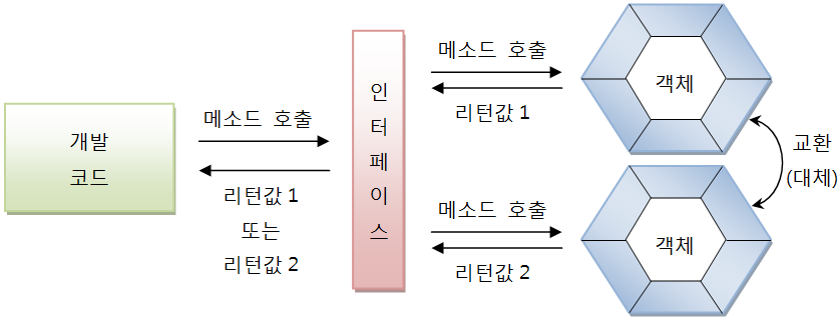 개발
코드
메소드 호출
리턴값 1
또는
리턴값 2
인
터
페
이
스
메소드 호출
리턴값 1
객체
메소드 호출
리턴값 2
객체
교환
(대체)